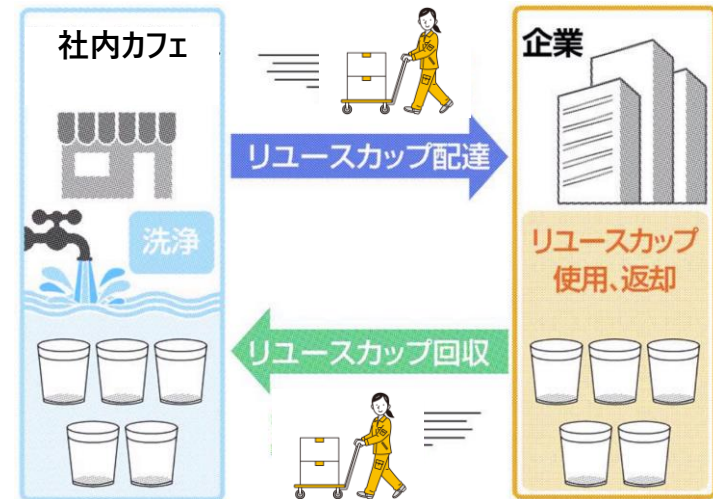 社内カフェ
企業
リユースカップ配達
洗浄
リユースカップ
使用、返却
リユースカップ回収